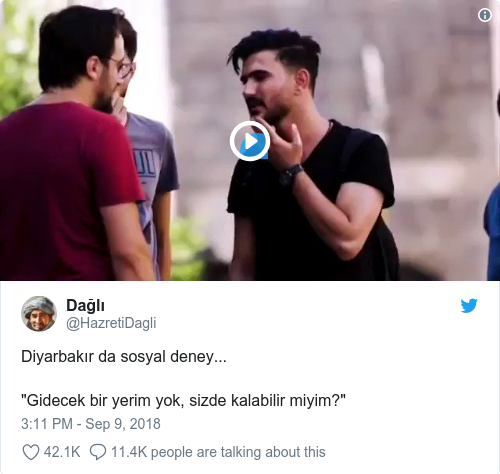 Dağlı
@HazretiDagli
Diyarbakır da sosyal deney...
"Gidecek bir yerim yok, sizde kalabilir miyim?"
3:11 PM - Sep 9, 2018
42.1K 11.4K people are talking about this